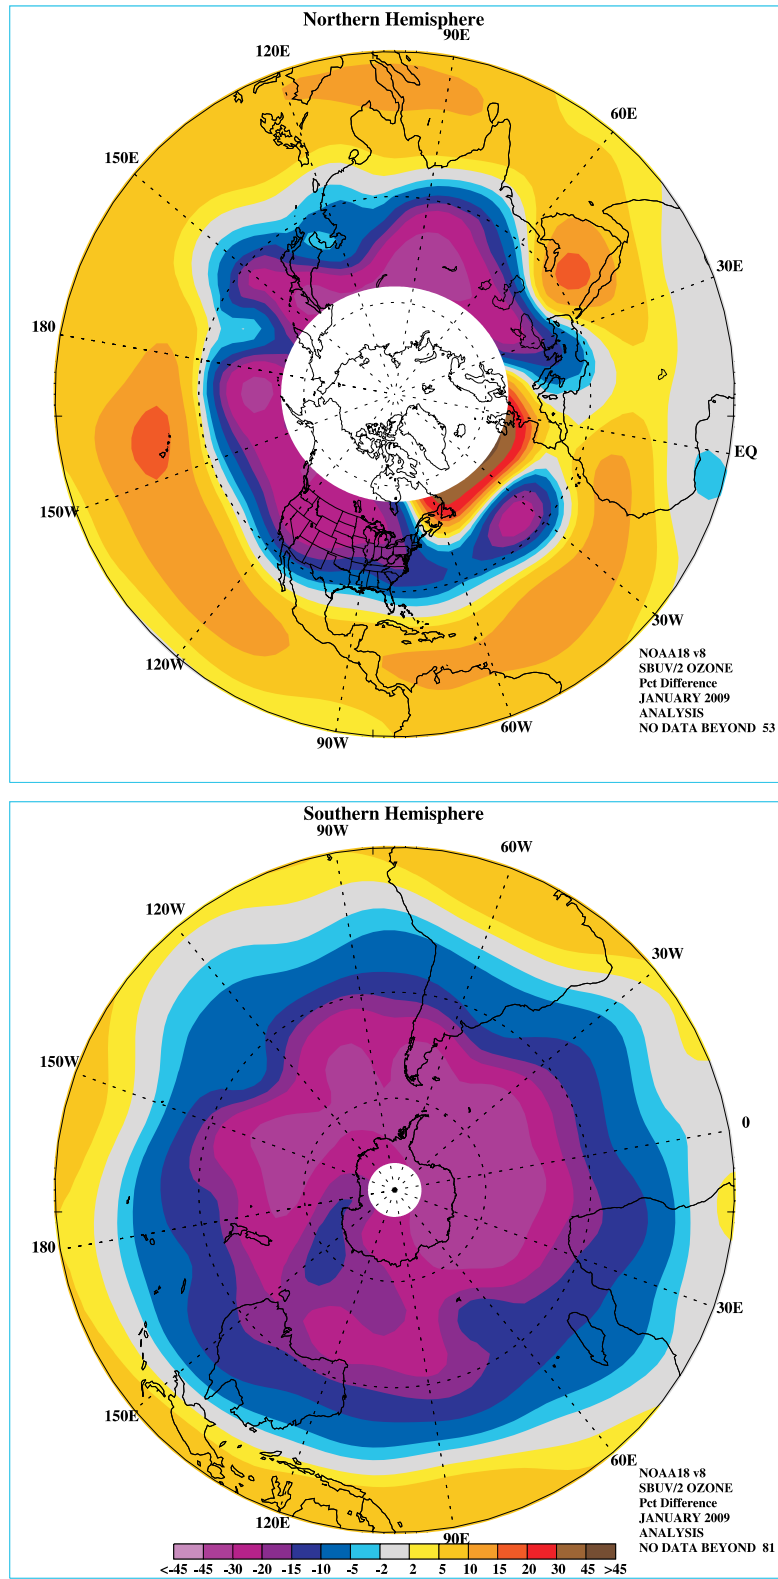 Northern Hemisphere
90E
120E
60E
150E
30E
180
EQ
150W
30W
120W
60W
90W
NOAA18 v8
SBUV/2 OZONE
Pct Difference
JANUARY 2009
ANALYSIS
NO DATA BEYOND 53
Southern Hemisphere
90W
60W
120W
30W
150W
0
180
30E
150E
60E
120E
90E
NOAA18 v8
SBUV/2 OZONE
Pct Difference
JANUARY 2009
ANALYSIS
NO DATA BEYOND 81
<-45 -45 -30 -20 -15 -10 -5 -2 2 5 10 15 20 30 45 >45